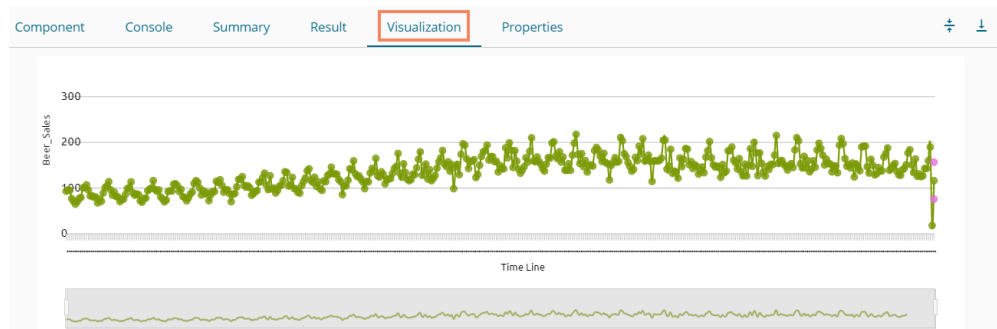 Component Console Summary Result Visualization Properties
300
200
100
0
Beer_Sales
Time Line